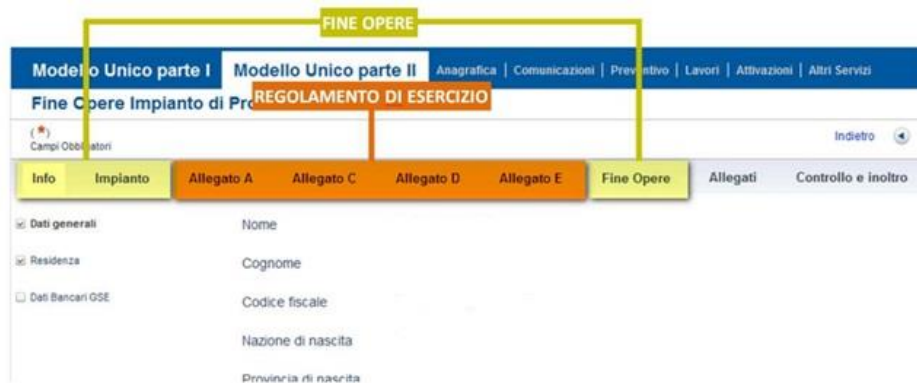 FINE OPERE
Modello Unico parte I Modello Unico parte II Anagrafica | Comunicazioni | Preventivo | Lavori | Attivazioni | Altri Servizi
Fine Opere Impianto di Pro
REGOLAMENTO DI ESERCIZIO
(*)
Campi Obbligatori
Indietro
Info Impianto Allegato A Allegato C Allegato D Allegato E Fine Opere Allegati Controllo e inoltro
Dati generali Nome
Residenza Cognome
Dati Bancari GSE Codice fiscale
Nazione di nascita
Provincia di nascita